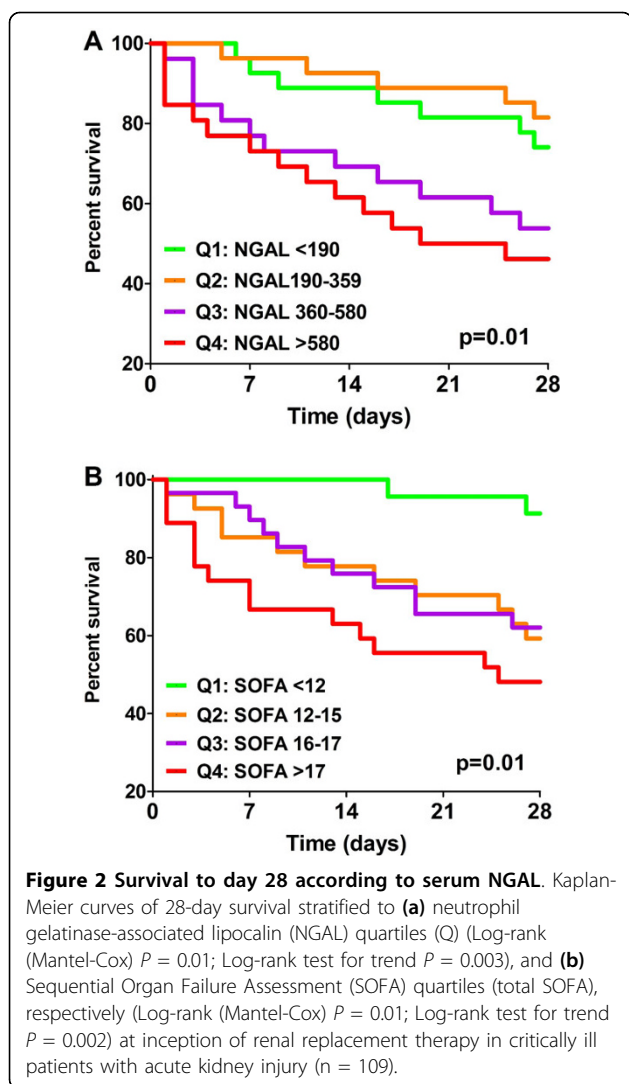 A
100
80
60
40
20
Percent survival
Q1: NGAL <190
Q2: NGAL190-359
Q3: NGAL 360-580
Q4: NGAL >580
p=0.01
0
7
14
21
28
Time (days)
B
100
80
60
40
20
Percent survival
Q1: SOFA <12
Q2: SOFA 12-15
Q3: SOFA 16-17
Q4: SOFA >17
p=0.01
0
7
14
21
28
Time (days)
Figure 2 Survival to day 28 according to serum NGAL. Kaplan-
Meier curves of 28-day survival stratified to (a) neutrophil
gelatinase-associated lipocalin (NGAL) quartiles (Q) (Log-rank
(Mantel-Cox) P = 0.01; Log-rank test for trend P = 0.003), and (b)
Sequential Organ Failure Assessment (SOFA) quartiles (total SOFA),
respectively (Log-rank (Mantel-Cox) P = 0.01; Log-rank test for trend
P = 0.002) at inception of renal replacement therapy in critically ill
patients with acute kidney injury (n = 109).